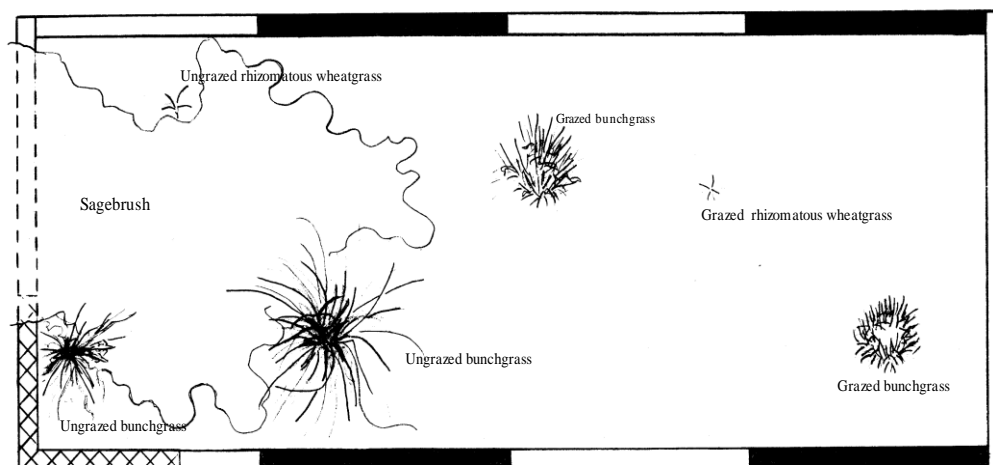 Ungrazed rhizomatous wheatgrass
Grazed bunchgrass
Sagebrush
Grazed  rhizomatous wheatgrass
Ungrazed bunchgrass
Grazed bunchgrass
Ungrazed bunchgrass